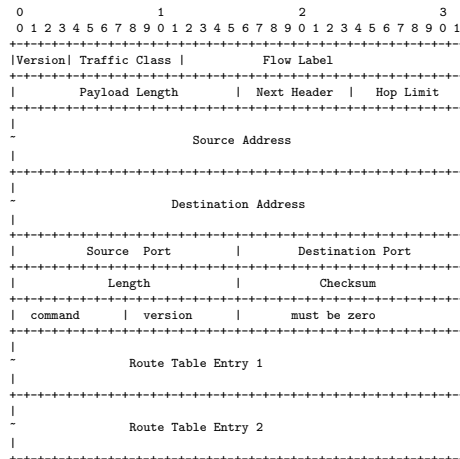 0                   1                   2                   3
0 1 2 3 4 5 6 7 8 9 0 1 2 3 4 5 6 7 8 9 0 1 2 3 4 5 6 7 8 9 0 1
+-+-+-+-+-+-+-+-+-+-+-+-+-+-+-+-+-+-+-+-+-+-+-+-+-+-+-+-+-+-+-+
|Version| Traffic Class |           Flow Label
+-+-+-+-+-+-+-+-+-+-+-+-+-+-+-+-+-+-+-+-+-+-+-+-+-+-+-+-+-+-+-+
|         Payload Length        |  Next Header  |   Hop Limit
+-+-+-+-+-+-+-+-+-+-+-+-+-+-+-+-+-+-+-+-+-+-+-+-+-+-+-+-+-+-+-+
|
~                         Source Address
|
+-+-+-+-+-+-+-+-+-+-+-+-+-+-+-+-+-+-+-+-+-+-+-+-+-+-+-+-+-+-+-+
|
~                      Destination Address
|
+-+-+-+-+-+-+-+-+-+-+-+-+-+-+-+-+-+-+-+-+-+-+-+-+-+-+-+-+-+-+-+
|          Source  Port         |        Destination Port
+-+-+-+-+-+-+-+-+-+-+-+-+-+-+-+-+-+-+-+-+-+-+-+-+-+-+-+-+-+-+-+
|             Length            |           Checksum
+-+-+-+-+-+-+-+-+-+-+-+-+-+-+-+-+-+-+-+-+-+-+-+-+-+-+-+-+-+-+-+
|  command      |  version      |       must be zero
+-+-+-+-+-+-+-+-+-+-+-+-+-+-+-+-+-+-+-+-+-+-+-+-+-+-+-+-+-+-+-+
|
~                Route Table Entry 1
|
+-+-+-+-+-+-+-+-+-+-+-+-+-+-+-+-+-+-+-+-+-+-+-+-+-+-+-+-+-+-+-+
|
~                Route Table Entry 2
|
+-+-+-+-+-+-+-+-+-+-+-+-+-+-+-+-+-+-+-+-+-+-+-+-+-+-+-+-+-+-+-+